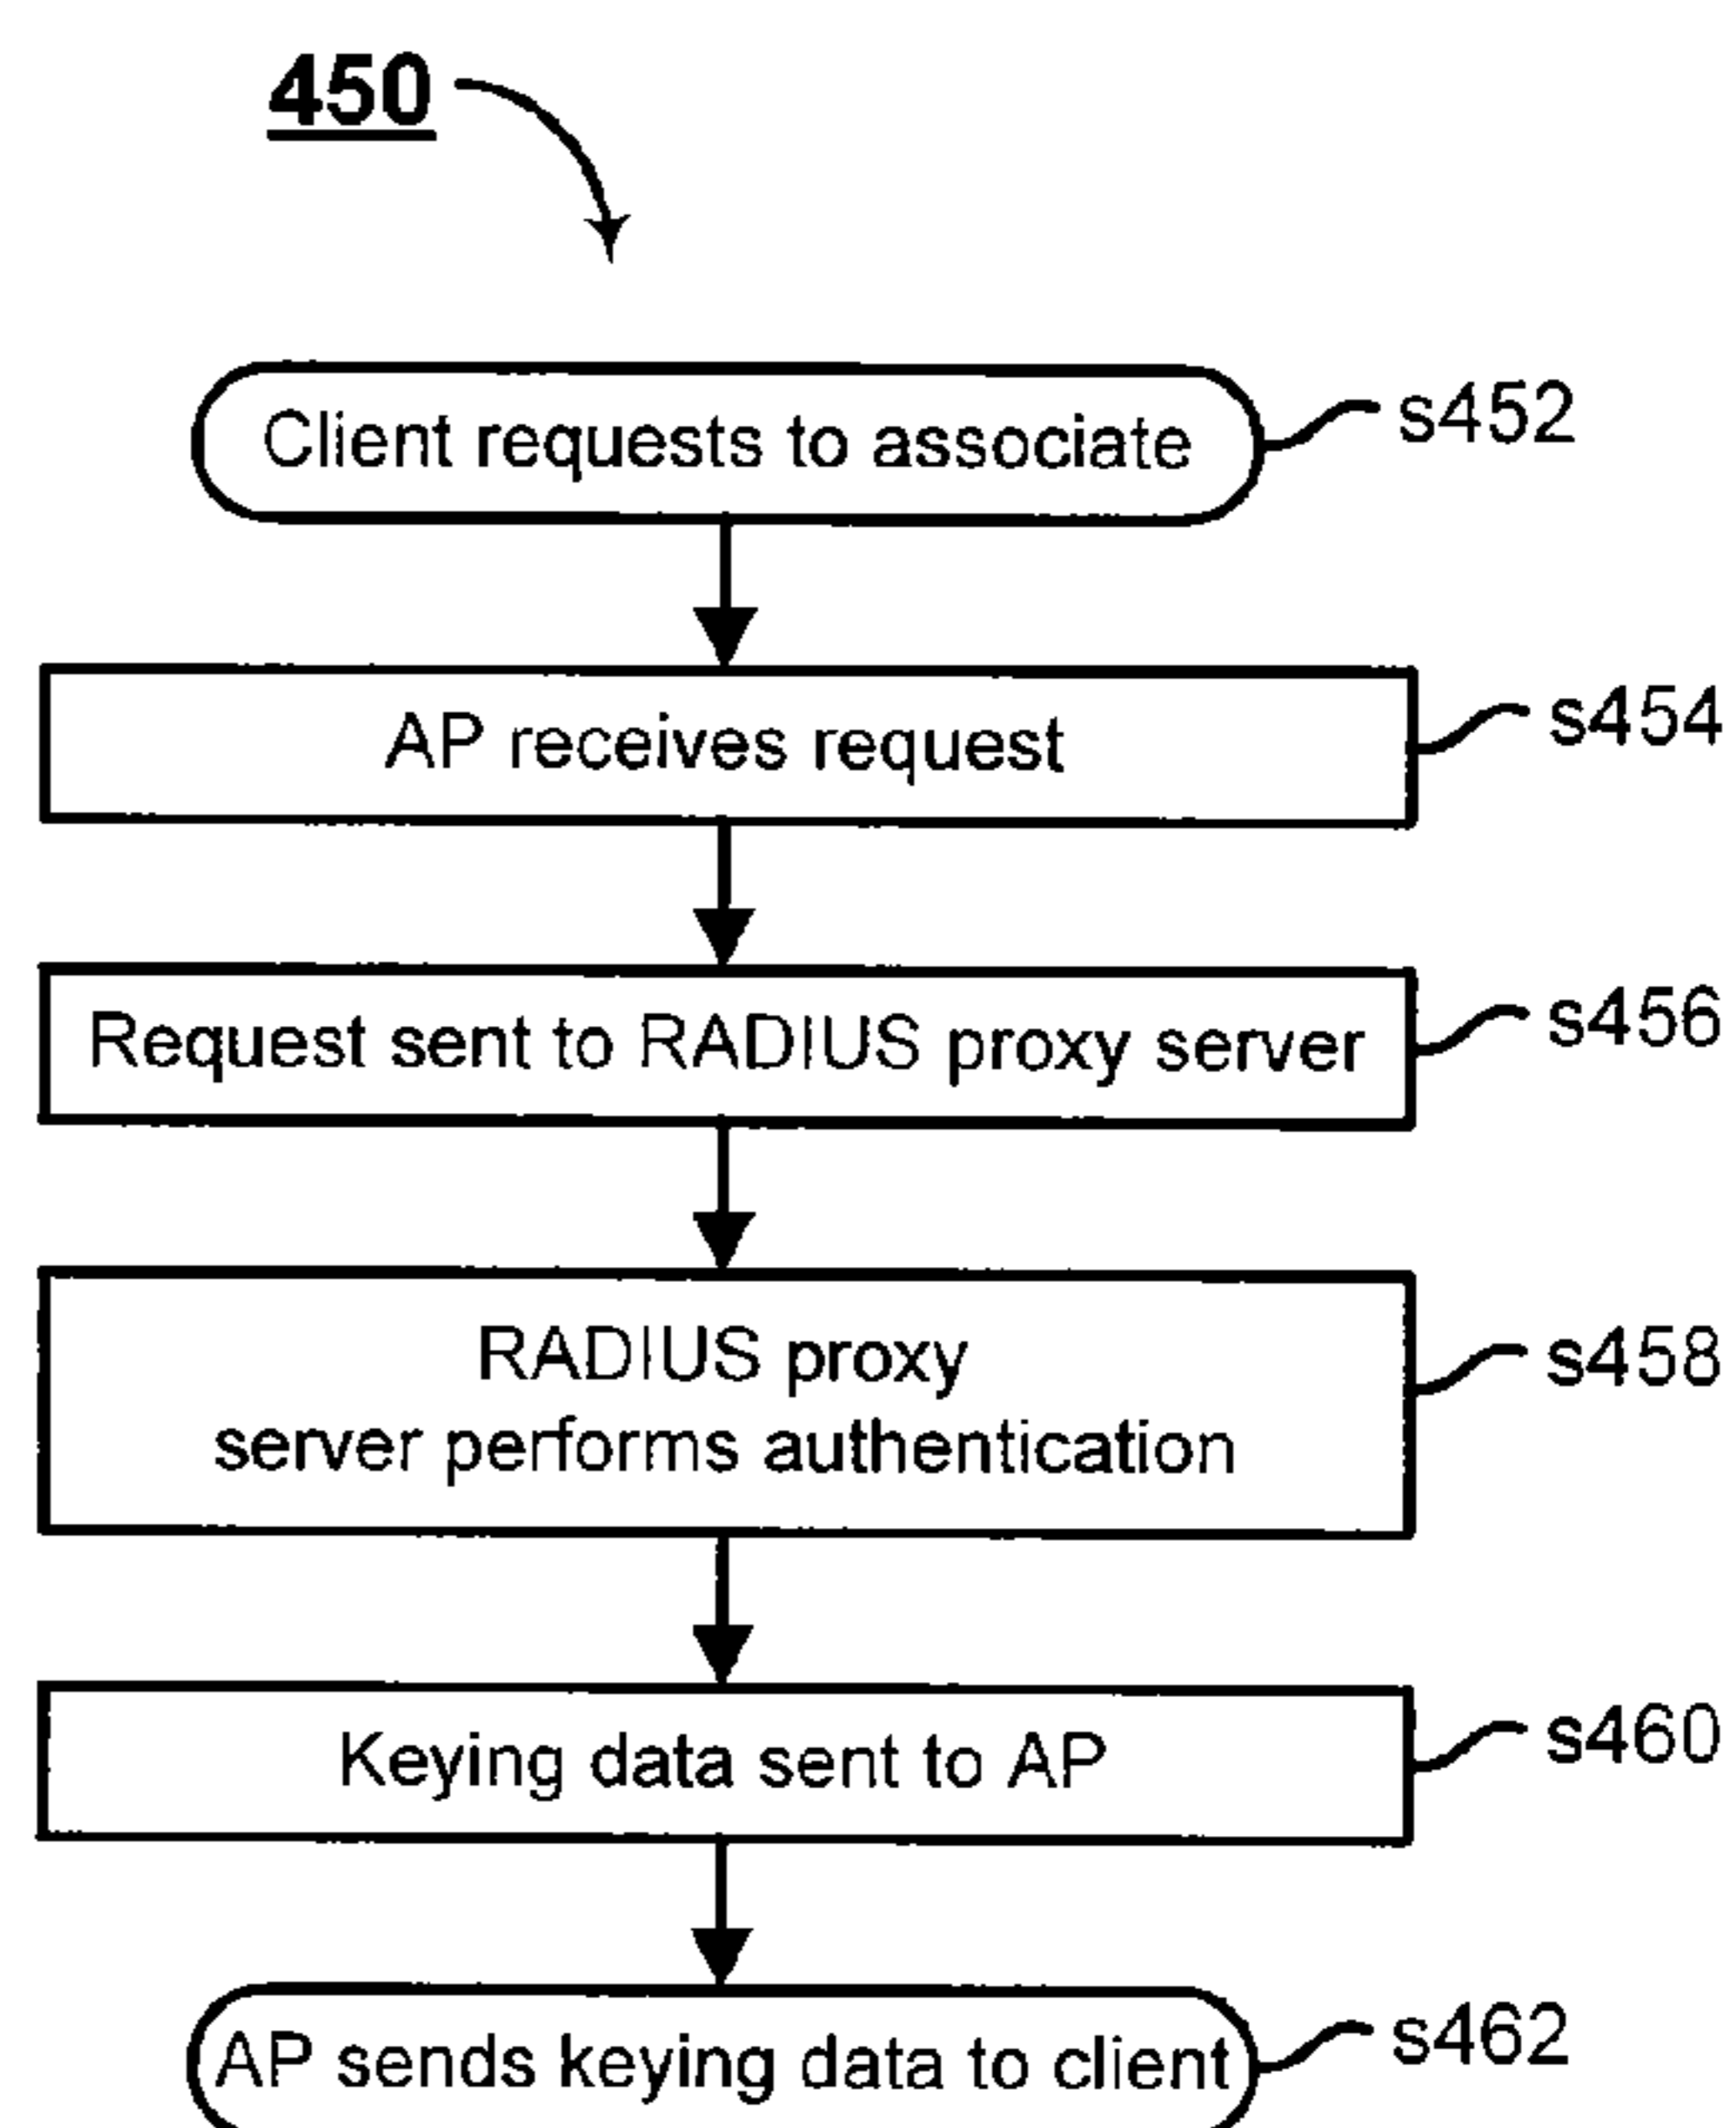 450
Client requests to associate
s452
AP receives request
s454
Request sent to RADIUS proxy server
s456
RADIUS proxy
server performs authentication
s458
Keying data sent to AP
s460
AP sends keying data to client
s462